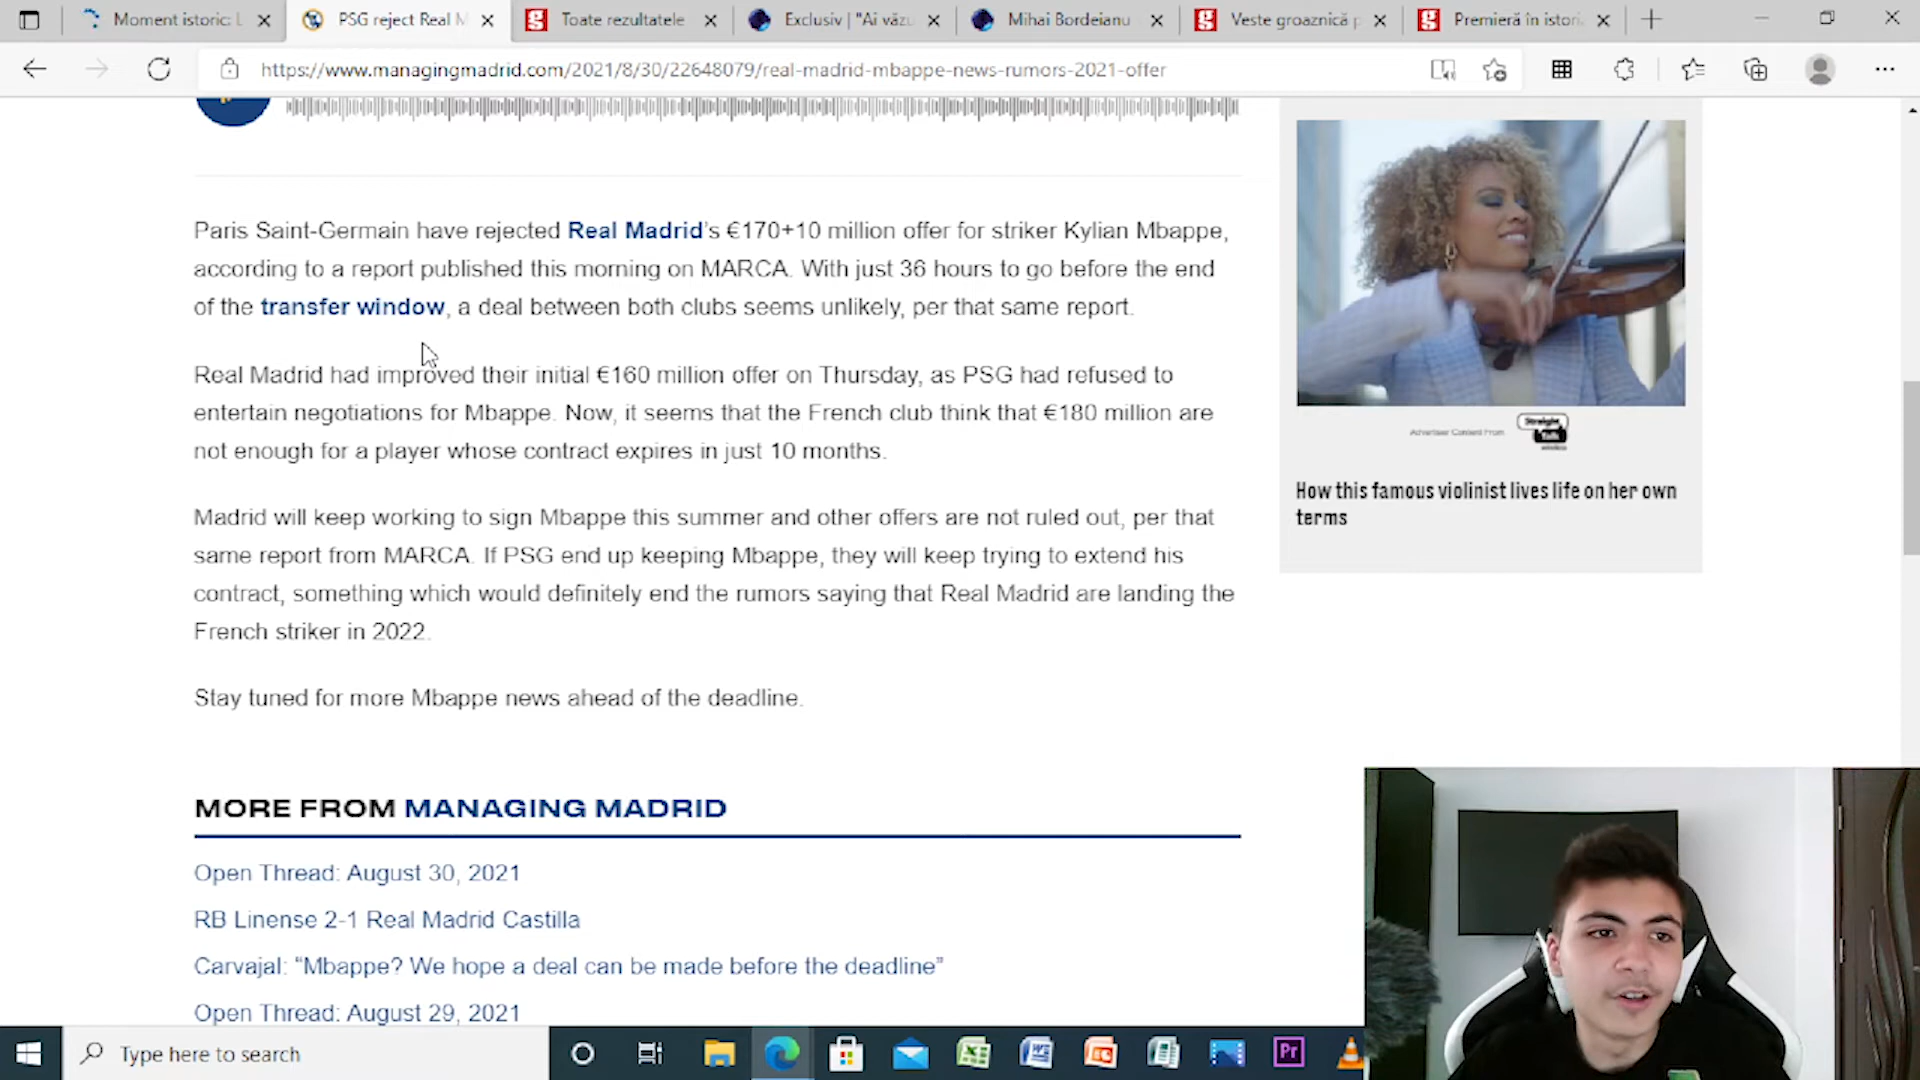 Moment istoric: L
PSG reject Real M
Toate rezultatele
Exclusiv | "Ai văzu
Mihai Bordeianu
Veste groaznică p
Premieră în istori
https://www.managingmadrid.com/2021/8/30/22648079/real-madrid-mbappe-news-rumors-2021-offer
Paris Saint-Germain have rejected Real Madrid's €170+10 million offer for striker Kylian Mbappe,
according to a report published this morning on MARCA. With just 36 hours to go before the end
of the transfer window, a deal between both clubs seems unlikely, per that same report.
Real Madrid had improved their initial €160 million offer on Thursday, as PSG had refused to
entertain negotiations for Mbappe. Now, it seems that the French club think that €180 million are
not enough for a player whose contract expires in just 10 months.
Madrid will keep working to sign Mbappe this summer and other offers are not ruled out, per that
same report from MARCA. If PSG end up keeping Mbappe, they will keep trying to extend his
contract, something which would definitely end the rumors saying that Real Madrid are landing the
French striker in 2022.
Stay tuned for more Mbappe news ahead of the deadline.
Advertiser Content From
Straight Talk
How this famous violinist lives life on her own
terms
MORE FROM MANAGING MADRID
Open Thread: August 30, 2021
RB Linense 2-1 Real Madrid Castilla
Carvajal: “Mbappe? We hope a deal can be made before the deadline”
Open Thread: August 29, 2021
Type here to search
Pr